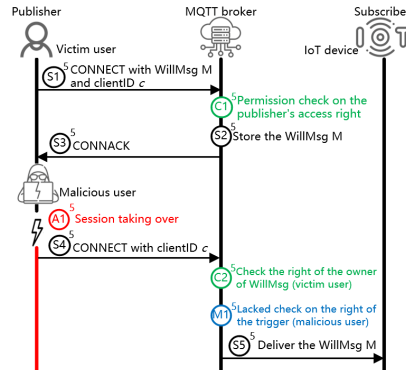 Publisher
MQTT broker
Subscribe
Victim user
IoT device
S1 5 CONNECT with WillMsg M
and clientID c
C1 5 Permission check on the
publisher's access right
S2 5 Store the WillMsg M
S3 5 CONNACK
Malicious user
A1 5 Session taking over
S4 5 CONNECT with clientID c
C2 5 Check the right of the owner
of WillMsg (victim user)
M1 5 Lacked check on the right of
the trigger (malicious user)
S5 5 Deliver the WillMsg M